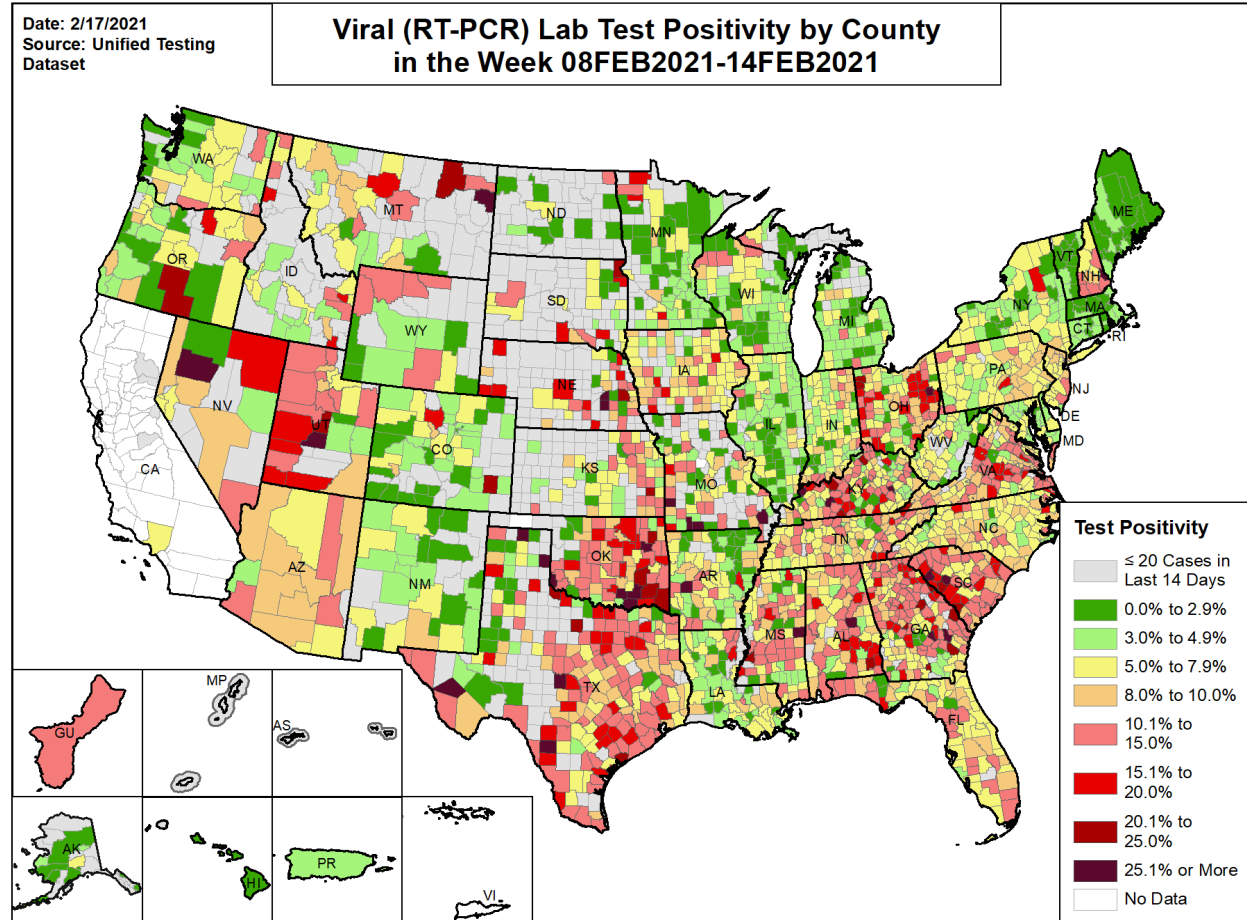 Date: 2/17/2021
Source: Unified Testing
Dataset
Viral (RT-PCR) Lab Test Positivity by County
in the Week 08FEB2021-14FEB2021
WA
MT
ND
MN
ME
OR
ID
SD
WI
MI
VT
NH
NY
MA
CT
RI
WY
NE
IA
PA
NJ
NV
UT
CO
KS
MO
IL
IN
OH
DE
MD
WV
VA
KY
CA
AZ
NM
OK
AR
TN
NC
SC
MS
AL
GA
TX
LA
FL
GU
MP
AS
AK
HI
PR
VI
Test Positivity
≤ 20 Cases in
Last 14 Days
0.0% to 2.9%
3.0% to 4.9%
5.0% to 7.9%
8.0% to 10.0%
10.1% to
15.0%
15.1% to
20.0%
20.1% to
25.0%
25.1% or More
No Data